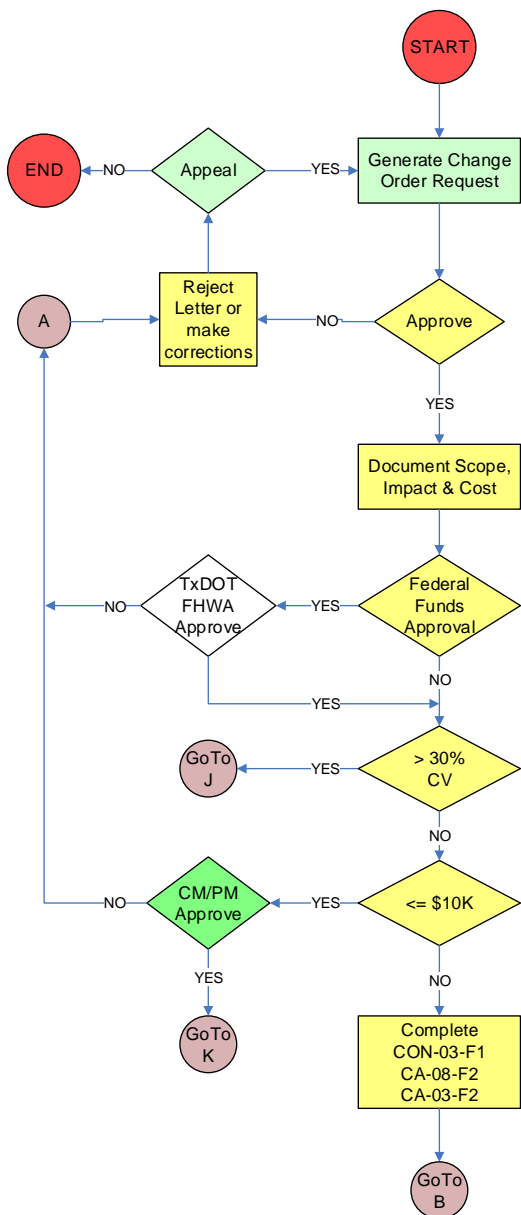 START
END
NO
Appeal
YES
Generate Change
Order Request
A
Reject
Letter or
make
corrections
NO
Approve
YES
Document Scope,
Impact & Cost
NO
TxDOT
FHWA
Approve
YES
Federal
Funds
Approval
NO
YES
GoTo
J
YES
> 30%
CV
NO
NO
CM/PM
Approve
YES
<= $10K
YES
NO
GoTo
K
Complete
CON-03-F1
CA-08-F2
CA-03-F2
GoTo
B